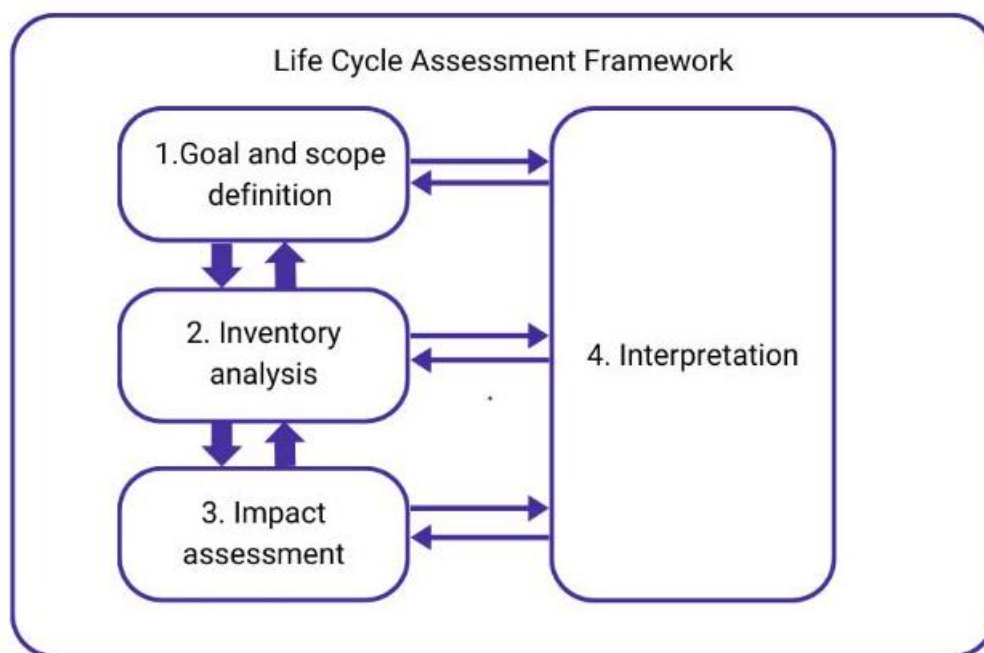 Life Cycle Assessment Framework
1.Goal and scope
definition
2. Inventory
analysis
3. Impact
assessment
4. Interpretation